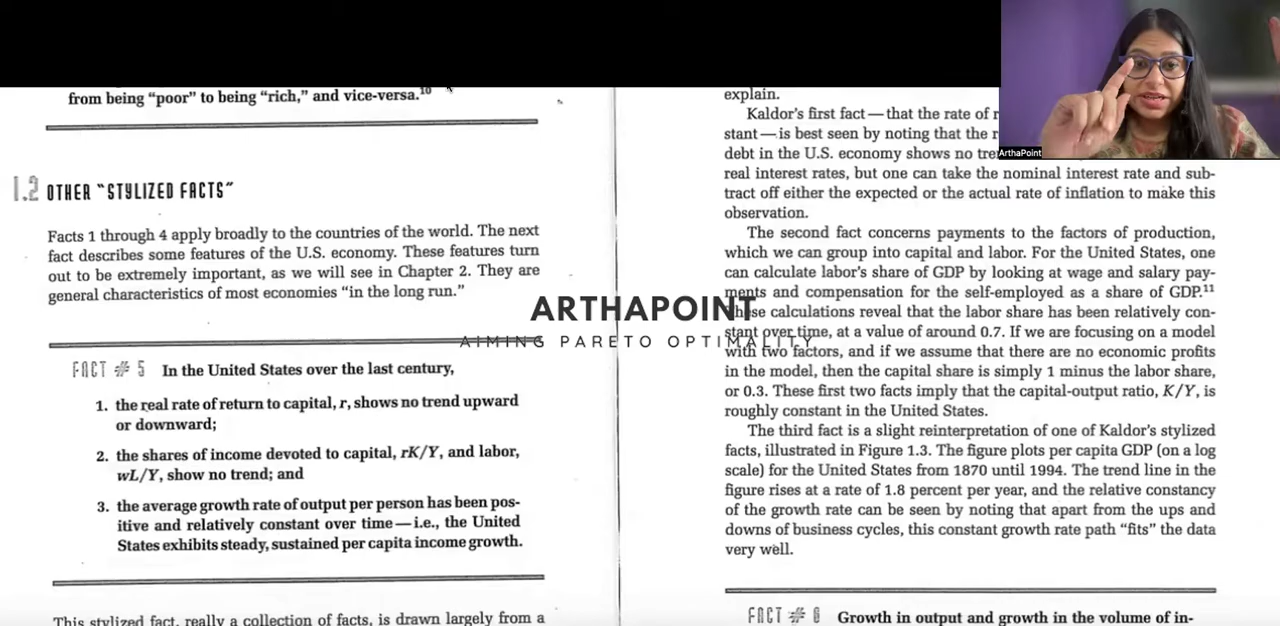 from being “poor” to being “rich,” and vice-versa.10
1.2 OTHER “STYLIZED FACTS”
Facts 1 through 4 apply broadly to the countries of the world. The next
fact describes some features of the U.S. economy. These features turn
out to be extremely important, as we will see in Chapter 2. They are
general characteristics of most economies “in the long run.”
FACT # 5 In the United States over the last century,
1. the real rate of return to capital, r, shows no trend upward
or downward;
2. the shares of income devoted to capital, rK/Y, and labor,
wL/Y, show no trend; and
3. the average growth rate of output per person has been pos-
itive and relatively constant over time—i.e., the United
States exhibits steady, sustained per capita income growth.
This stylized fact, really a collection of facts, is drawn largely from a
explain.
Kaldor’s first fact—that the rate of
stant—is best seen by noting that the
debt in the U.S. economy shows no
real interest rates, but one can take the nominal interest rate and sub-
tract off either the expected or the actual rate of inflation to make this
observation.
The second fact concerns payments to the factors of production,
which we can group into capital and labor. For the United States, one
can calculate labor’s share of GDP by looking at wage and salary pay-
ments and compensation for the self-employed as a share of GDP.11
These calculations reveal that the labor share has been relatively con-
stant over time, at a value of around 0.7. If we are focusing on a model
with two factors, and if we assume that there are no economic profits
in the model, then the capital share is simply 1 minus the labor share,
or 0.3. These first two facts imply that the capital-output ratio, K/Y, is
roughly constant in the United States.
The third fact is a slight reinterpretation of one of Kaldor’s stylized
facts, illustrated in Figure 1.3. The figure plots per capita GDP (on a log
scale) for the United States from 1870 until 1994. The trend line in the
figure rises at a rate of 1.8 percent per year, and the relative constancy
of the growth rate can be seen by noting that apart from the ups and
downs of business cycles, this constant growth rate path “fits” the data
very well.
FACT # 6 Growth in output and growth in the volume of in-
ARTHAPOINT
AIMING PARETO OPTIMALITY
ArthaPoint